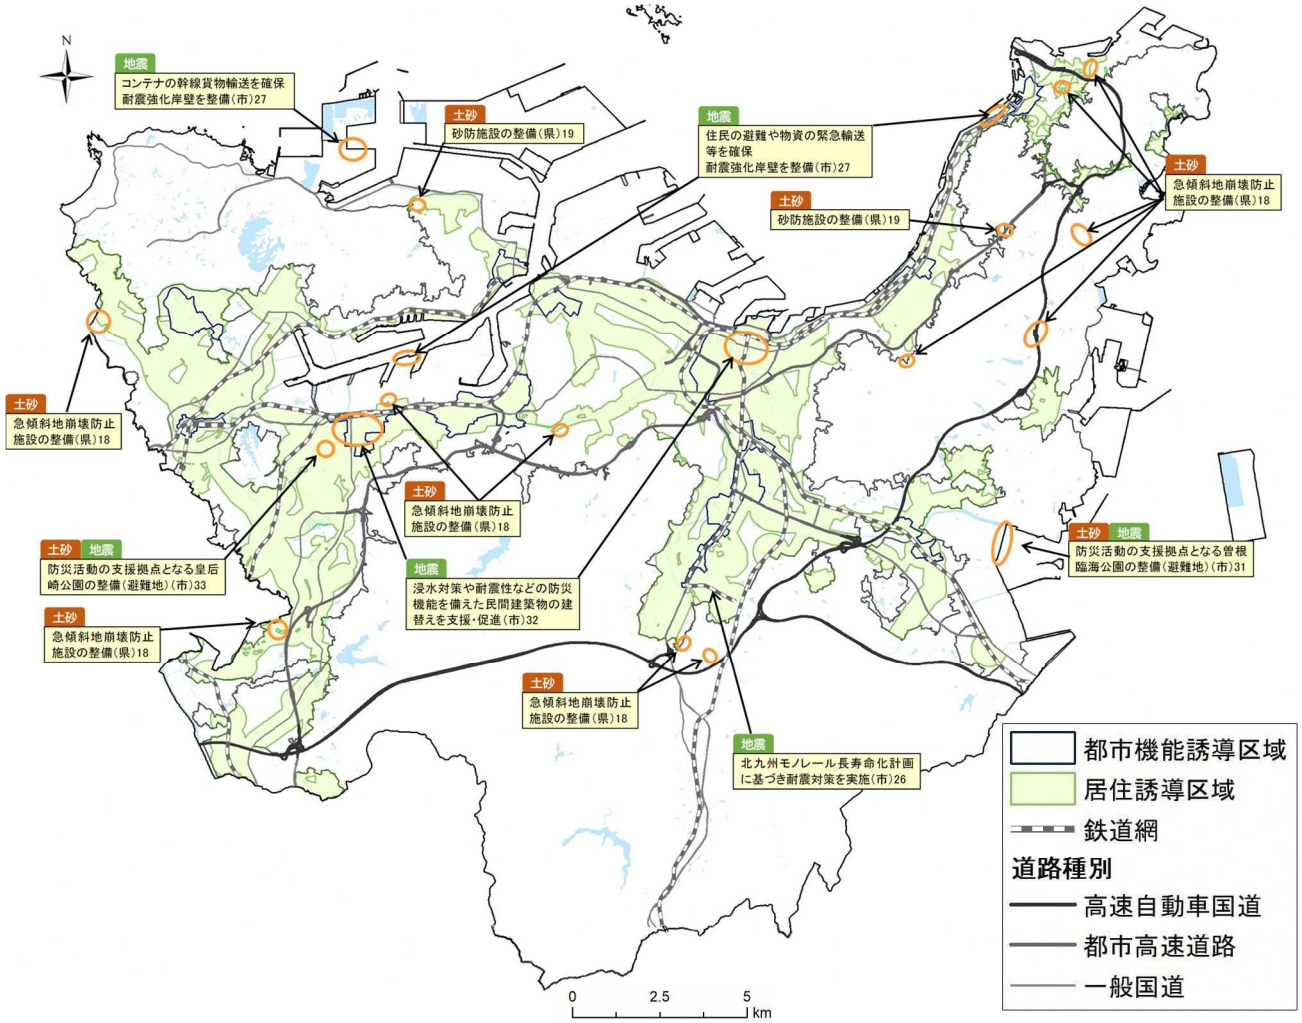 N
地震
コンテナの幹線貨物輸送を確保
耐震強化岸壁を整備(市)27
土砂
砂防施設の整備(県)19
地震
住民の避難や物資の緊急輸送
等を確保
耐震強化岸壁を整備(市)27
土砂
急傾斜地崩壊防止
施設の整備(県)18
土砂
砂防施設の整備(県)19
土砂
急傾斜地崩壊防止
施設の整備(県)18
土砂
急傾斜地崩壊防止
施設の整備(県)18
土砂 地震
防災活動の支援拠点となる皇后
崎公園の整備(避難地)(市)33
地震
浸水対策や耐震性などの防災
機能を備えた民間建築物の建
替えを支援・促進(市)32
土砂 地震
防災活動の支援拠点となる曽根
臨海公園の整備(避難地)(市)31
土砂
急傾斜地崩壊防止
施設の整備(県)18
土砂
急傾斜地崩壊防止
施設の整備(県)18
地震
北九州モノレール長寿命化計画
に基づき耐震対策を実施(市)26
都市機能誘導区域
居住誘導区域
鉄道網
道路種別
高速自動車国道
都市高速道路
一般国道
0 2.5 5
km